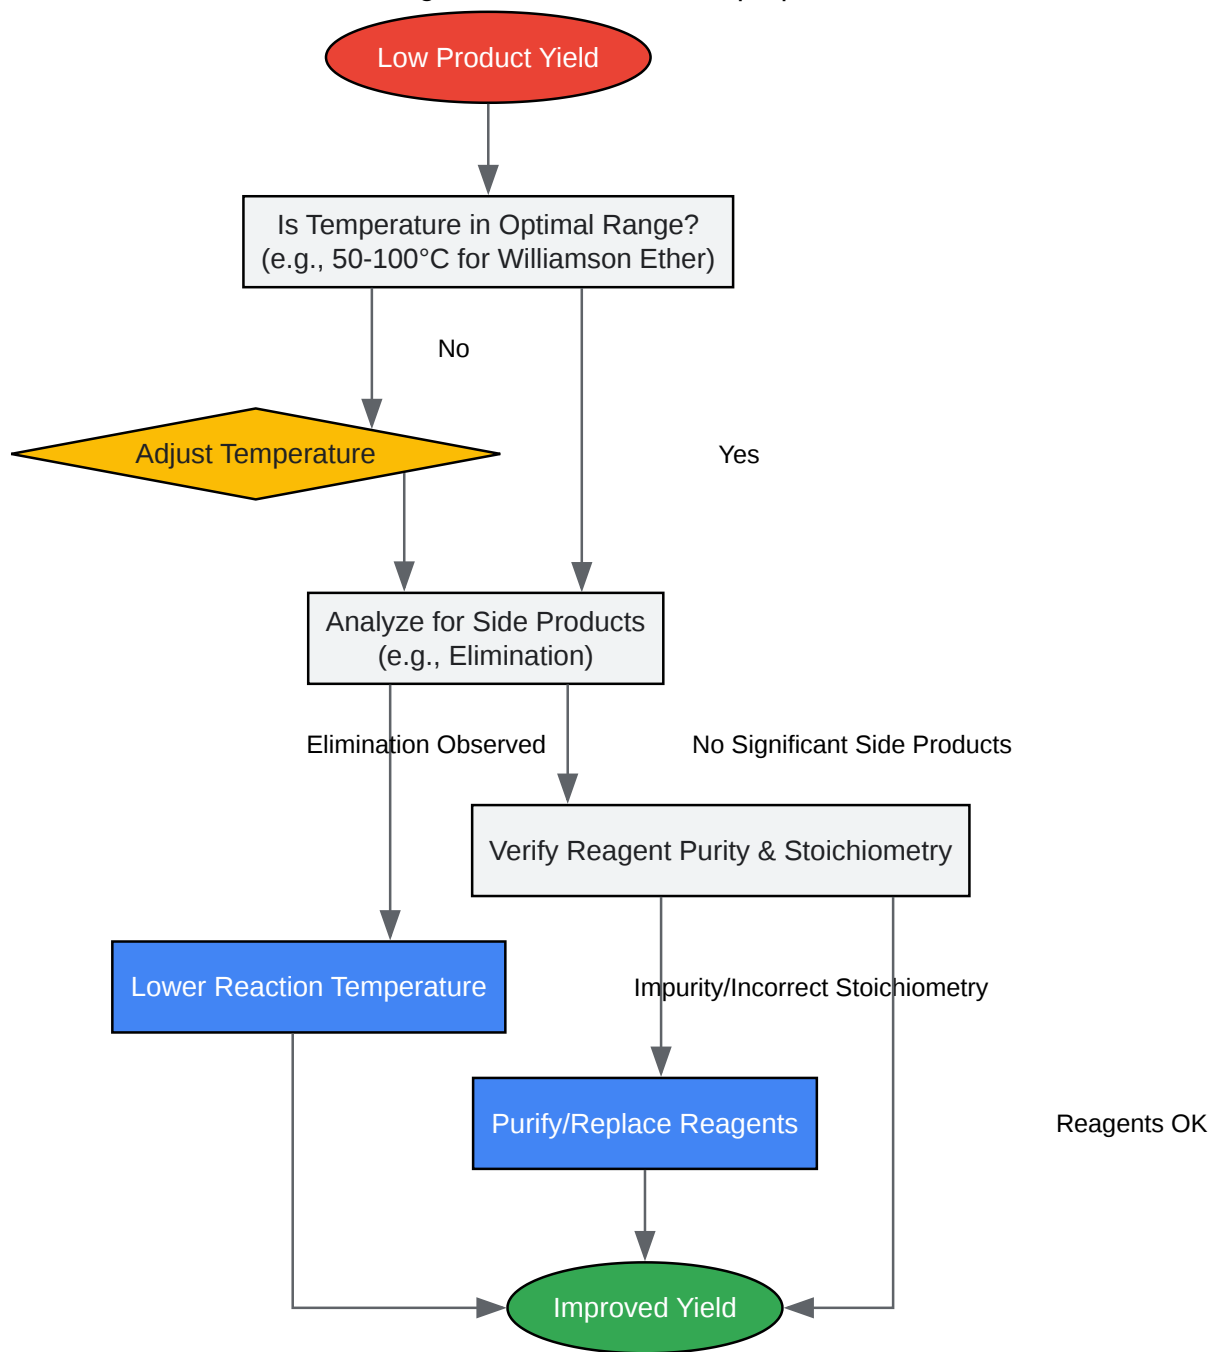 Low Product Yield
Is Temperature in Optimal Range?
(e.g., 50-100°C for Williamson Ether)
No
Adjust Temperature
Yes
Analyze for Side Products
(e.g., Elimination)
Elimination Observed
No Significant Side Products
Verify Reagent Purity & Stoichiometry
Lower Reaction Temperature
Impurity/Incorrect Stoichiometry
Purify/Replace Reagents
Reagents OK
Improved Yield